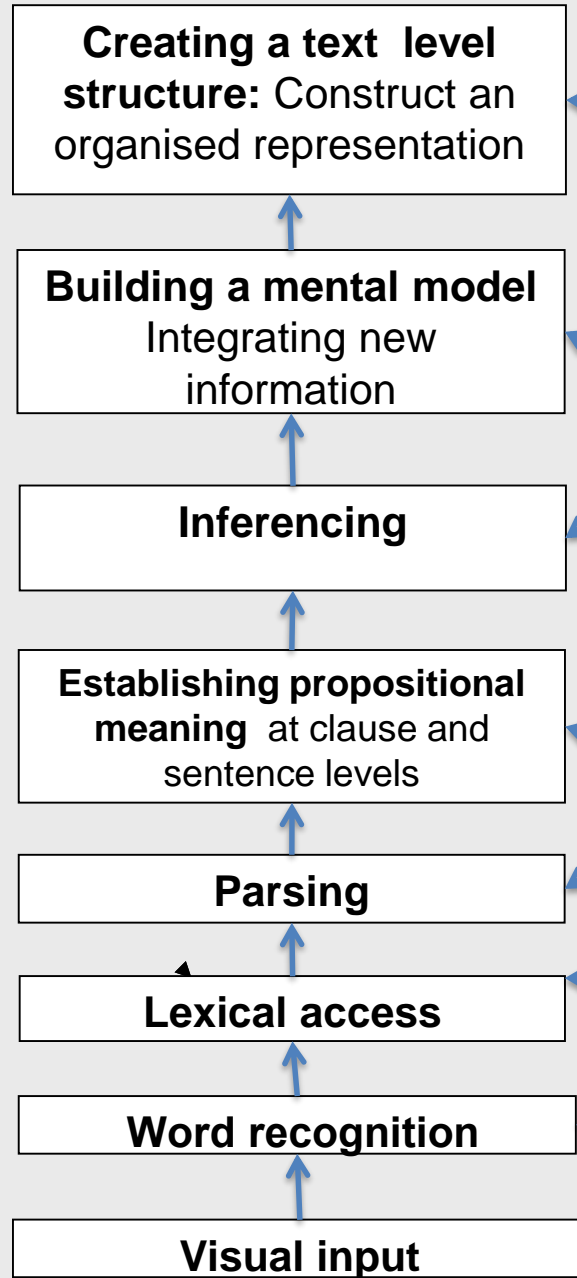 Creating a text level
structure: Construct an
organised representation
Building a mental model
Integrating new
information
Inferencing
Establishing propositional
meaning at clause and
sentence levels
Parsing
Lexical access
Word recognition
Visual input